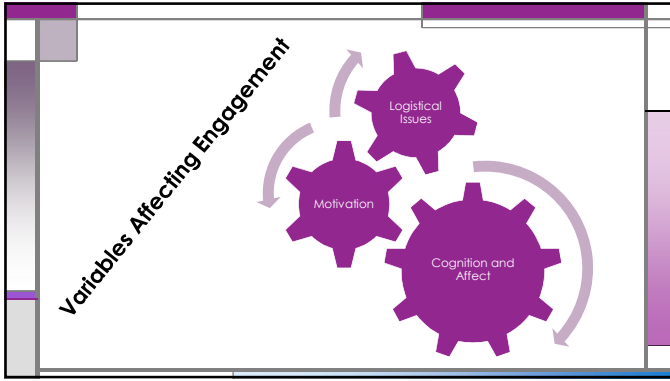 Variables Affecting Engagement
Logistical
Issues
Motivation
Cognition and
Affect